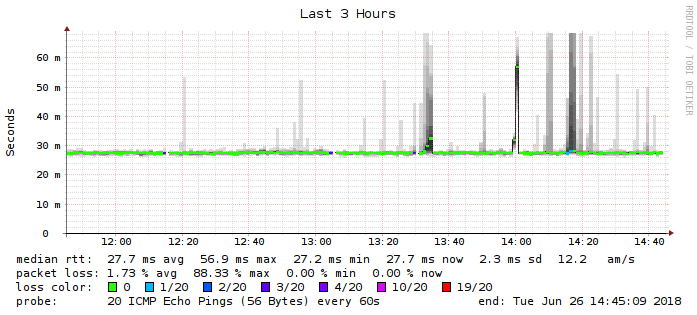 Last 3 Hours
RRDTOOL / TOBI OETIKER
Seconds
60 m
50 m
40 m
30 m
20 m
10 m
0 m
12:00 12:20 12:40 13:00 13:20 13:40 14:00 14:20 14:40
median rtt: 27.7 ms avg 56.9 ms max 27.2 ms min 27.7 ms now 2.3 ms sd 12.2 am/s
packet loss: 1.73 % avg 88.33 % max 0.00 % min 0.00 % now
loss color: 0 1/20 2/20 3/20 4/20 10/20 19/20
probe: 20 ICMP Echo Pings (56 Bytes) every 60s end: Tue Jun 26 14:45:09 2018